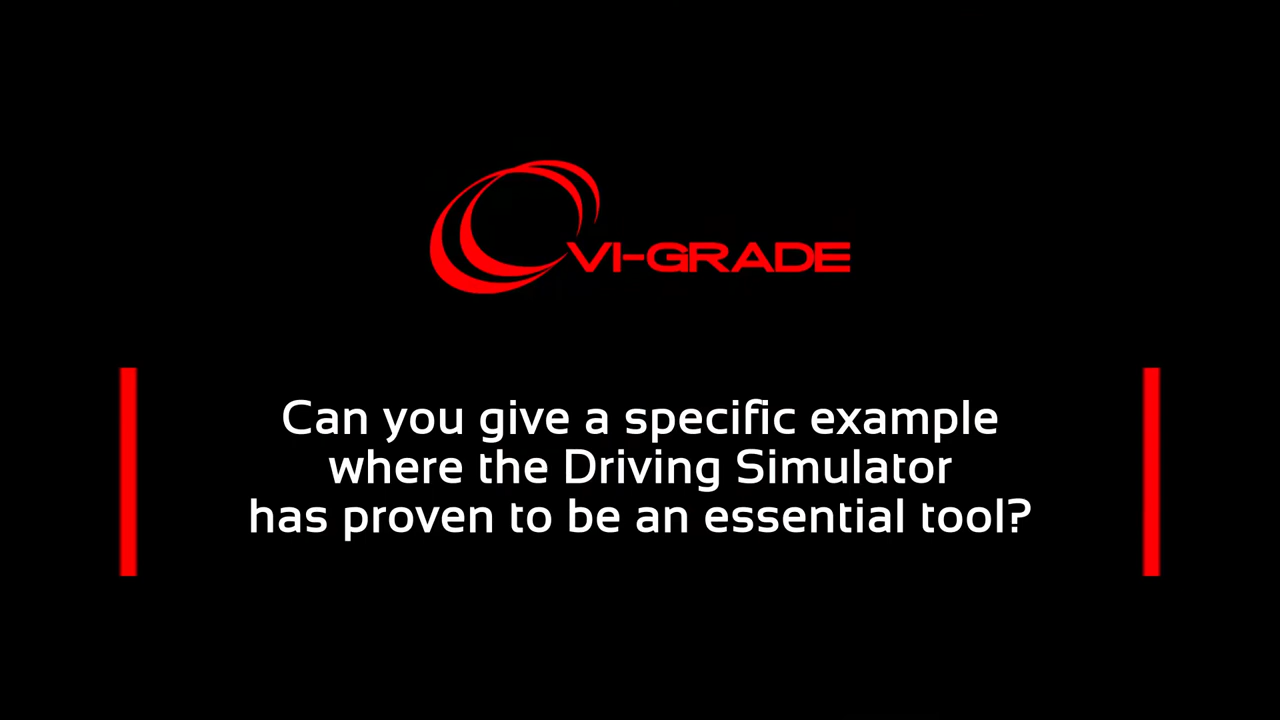 VI-GRADE
Can you give a specific example
where the Driving Simulator
has proven to be an essential tool?